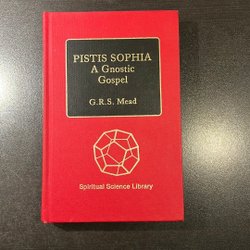 PISTIS SOPHIA
A Gnostic
Gospel
G.R.S. Mead
Spiritual Science Library